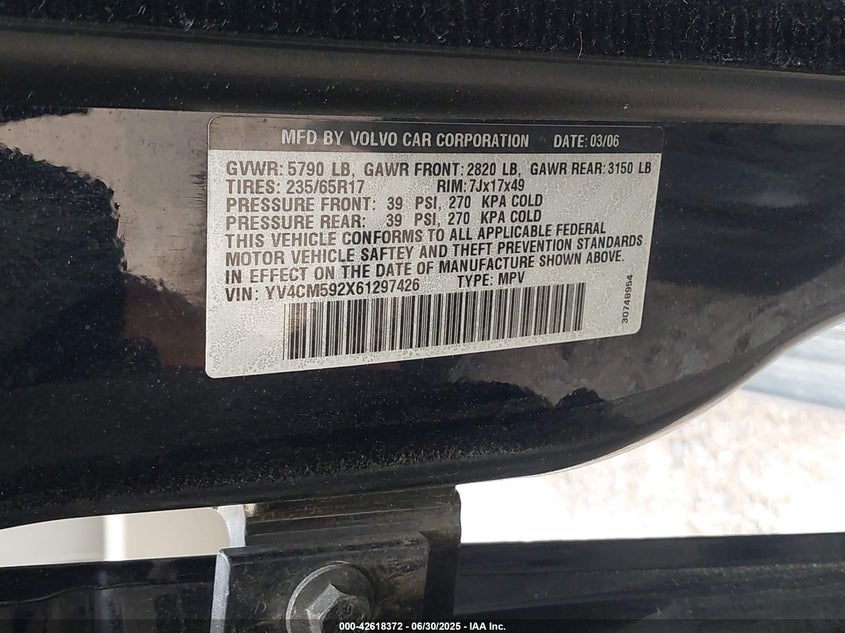 MFD BY VOLVO CAR CORPORATION DATE: 03/06
GVWR: 5790 LB, GAWR FRONT: 2820 LB, GAWR REAR: 3150 LB
TIRES: 235/65R17 RIM: 7Jx17x49
PRESSURE FRONT: 39 PSI, 270 KPA COLD
PRESSURE REAR: 39 PSI, 270 KPA COLD
THIS VEHICLE CONFORMS TO ALL APPLICABLE FEDERAL
MOTOR VEHICLE SAFTEY AND THEFT PREVENTION STANDARDS
IN EFFECT ON THE DATE OF MANUFACTURE SHOWN ABOVE.
VIN: YV4CM592X61297426 TYPE: MPV
30748954
000-42618372 - 06/30/2025 - IAA Inc.